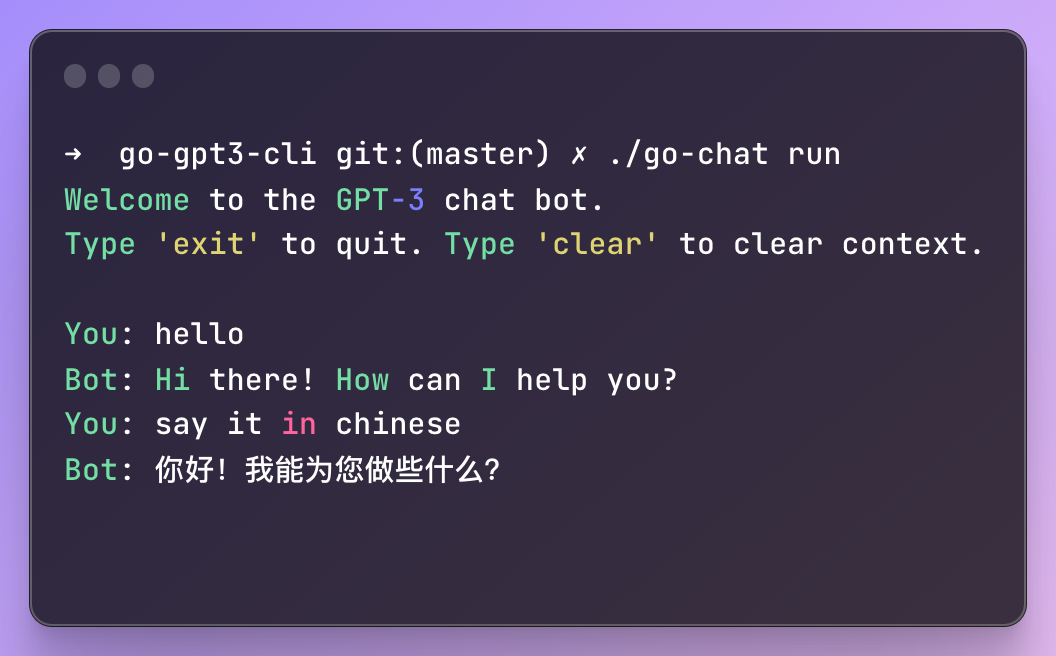 ➜  go-gpt3-cli git:(master) ✗ ./go-chat run
Welcome to the GPT-3 chat bot.
Type 'exit' to quit. Type 'clear' to clear context.
You: hello
Bot: Hi there! How can I help you?
You: say it in chinese
Bot: 你好！我能为您做些什么？